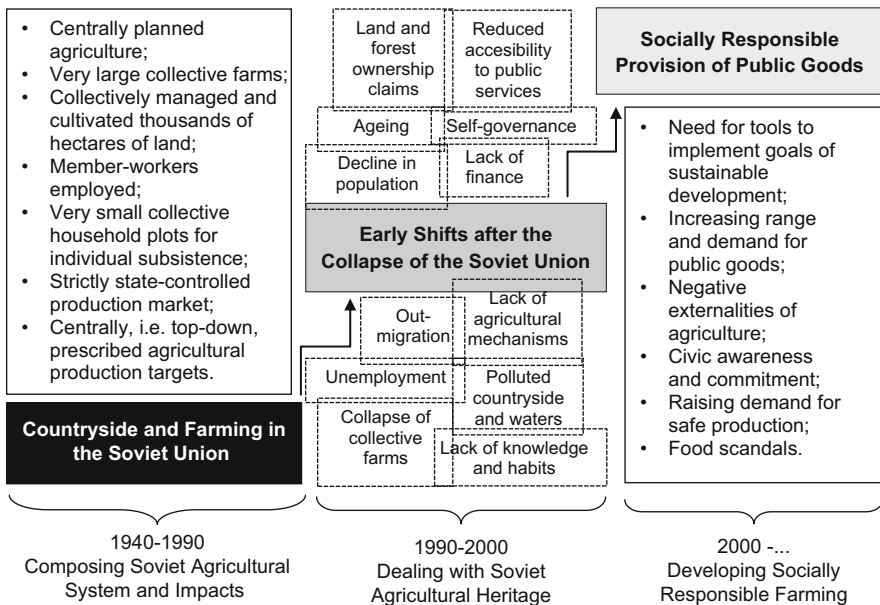 • Centrally planned
agriculture;
• Very large collective farms;
• Collectively managed and
cultivated thousands of
hectares of land;
• Member-workers
employed;
• Very small collective
household plots for
individual subsistence;
• Strictly state-controlled
production market;
• Centrally, i.e. top-down,
prescribed agricultural
production targets.
Countryside and Farming in
the Soviet Union
1940-1990
Composing Soviet Agricultural
System and Impacts
Land and
forest
ownership
claims
Reduced
accesibility
to public
services
Ageing
Self-governance
Decline in
population
Lack of
finance
Early Shifts after the
Collapse of the Soviet Union
Out-
migration
Lack of
agricultural
mechanisms
Unemployment
Polluted
countryside
and waters
Collapse of
collective
farms
Lack of knowledge
and habits
1990-2000
Dealing with Soviet
Agricultural Heritage
Socially Responsible
Provision of Public Goods
• Need for tools to
implement goals of
sustainable
development;
• Increasing range
and demand for
public goods;
• Negative
externalities of
agriculture;
• Civic awareness
and commitment;
• Raising demand for
safe production;
• Food scandals.
2000 -...
Developing Socially
Responsible Farming